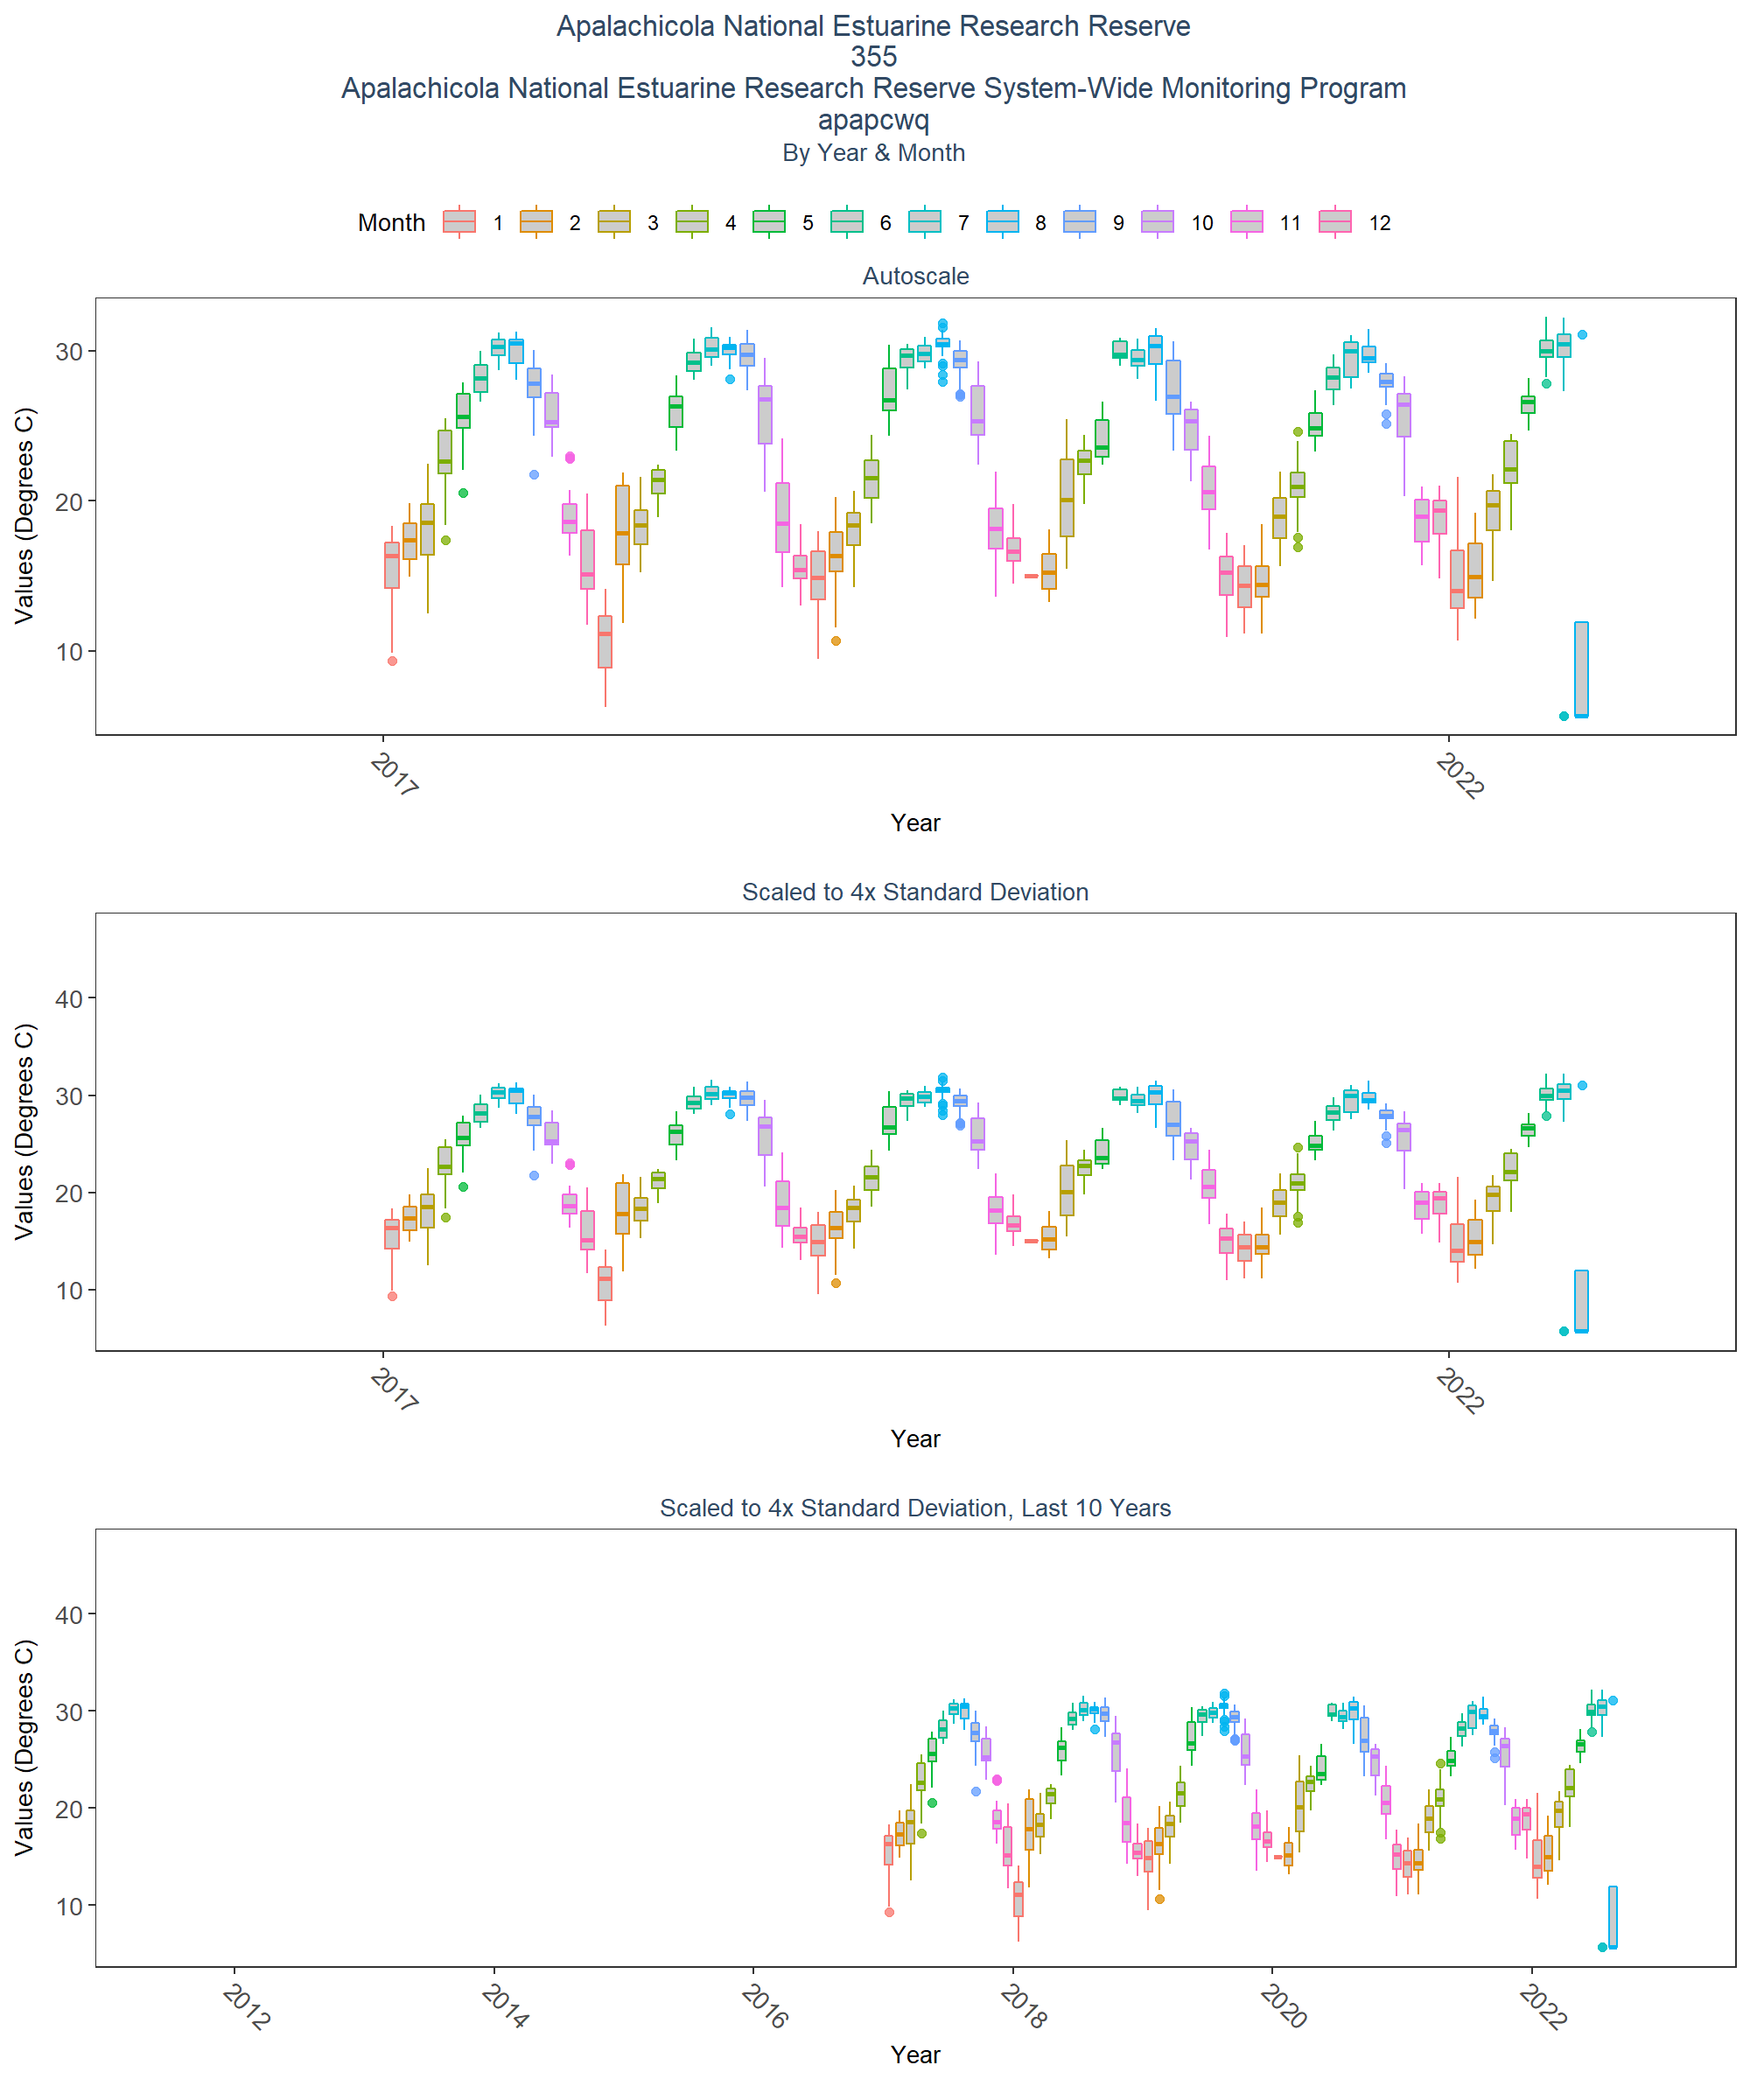 Apalachicola National Estuarine Research Reserve
355
Apalachicola National Estuarine Research Reserve System-Wide Monitoring Program
apapcwq
By Year & Month
Month 1 2 3 4 5 6 7 8 9 10 11 12
Autoscale
Values (Degrees C)
30
20
10
2017 2022
Year
Scaled to 4x Standard Deviation
Values (Degrees C)
40
30
20
10
2017 2022
Year
Scaled to 4x Standard Deviation, Last 10 Years
Values (Degrees C)
40
30
20
10
2012 2014 2016 2018 2020 2022
Year